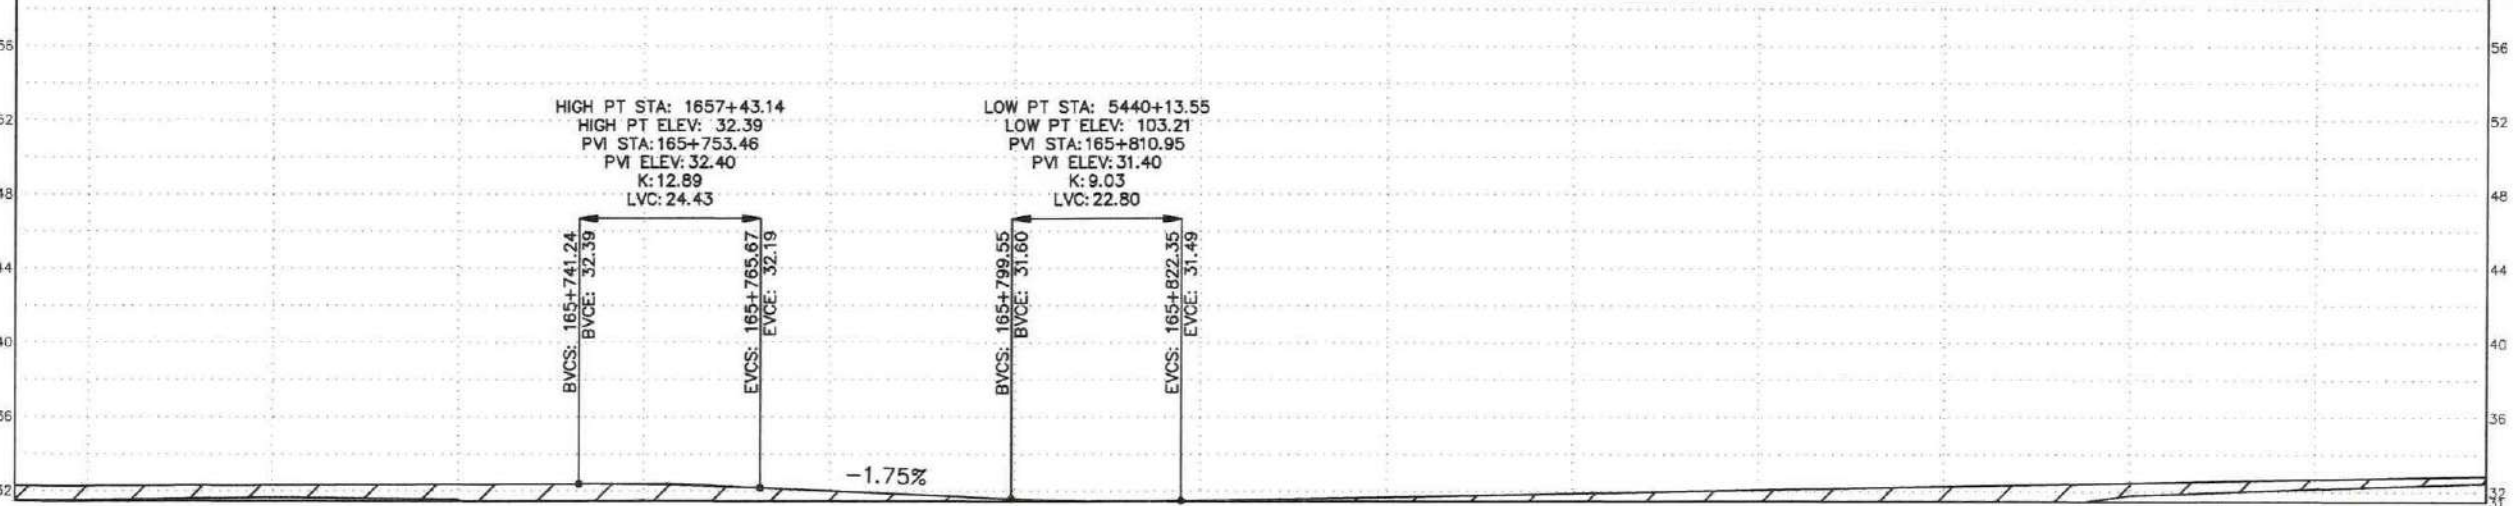 56
52
48
44
40
36
32
HIGH PT STA: 1657+43.14
HIGH PT ELEV: 32.39
PVI STA:165+753.46
PVI ELEV:32.40
K:12.89
LVC:24.43
BVCS: 165+741.24
BVCE: 32.39
EVCS: 165+765.67
EVCE: 32.19
-1.75%
LOW PT STA: 5440+13.55
LOW PT ELEV: 103.21
PVI STA:165+810.95
PVI ELEV:31.40
K:9.03
LVC:22.80
BVCS: 165+799.55
BVCE: 31.60
EVCS: 165+822.35
EVCE: 31.49
56
52
48
44
40
36
32
31